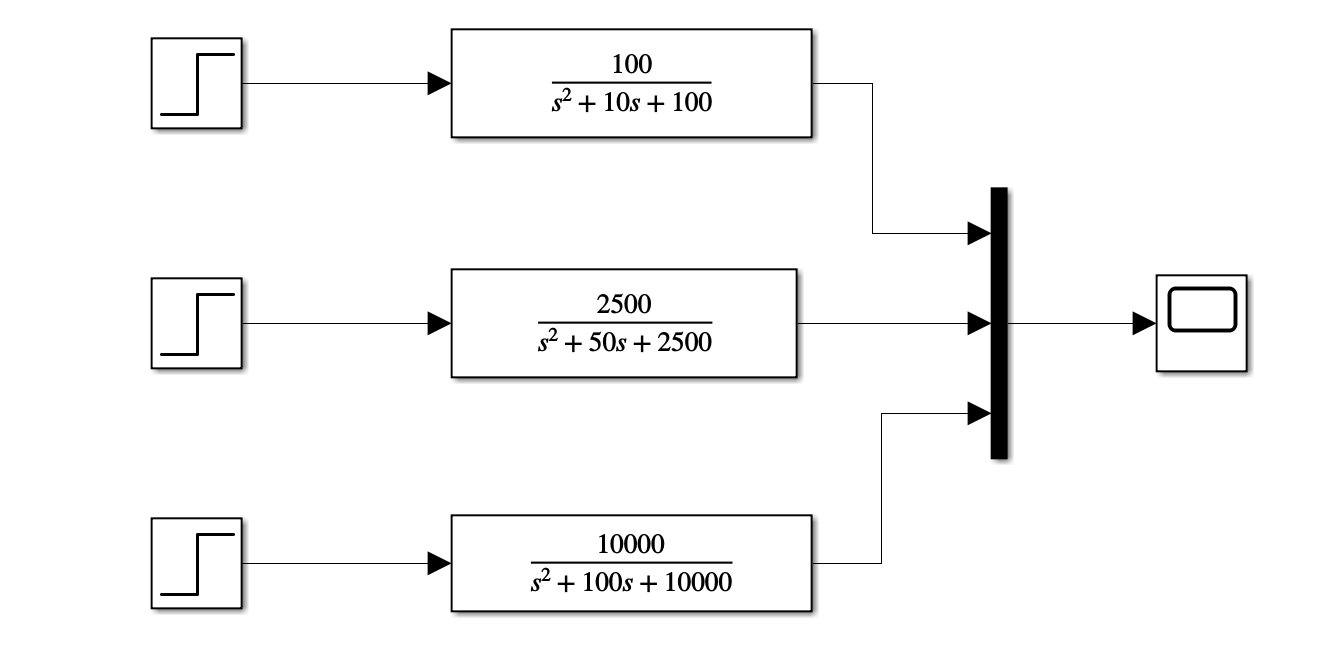 100
s² + 10s + 100
2500
s² + 50s + 2500
10000
s² + 100s + 10000